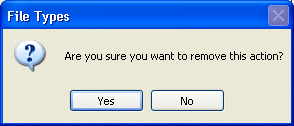 File Types
Are you sure you want to remove this action?
Yes
No